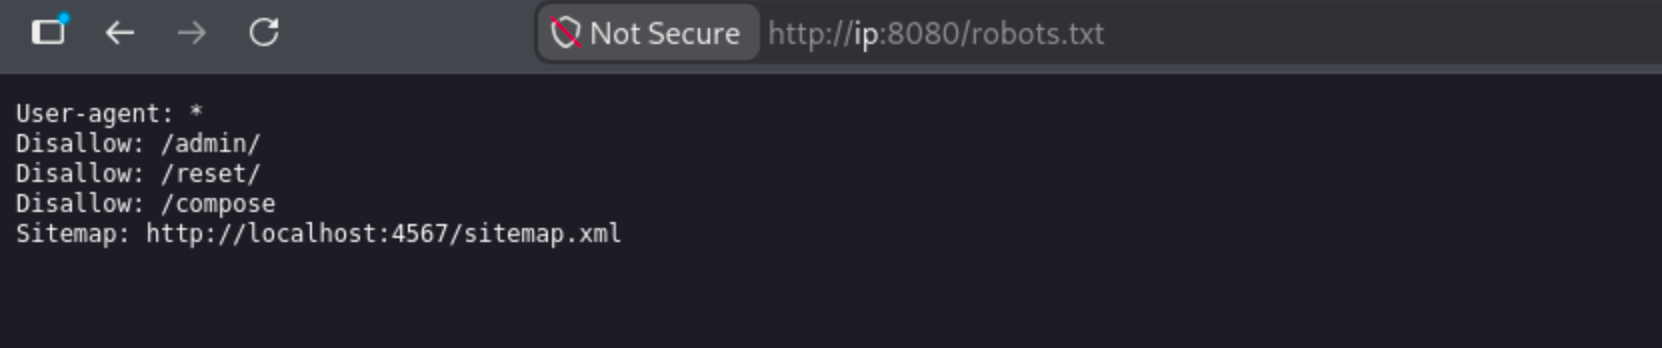 Not Secure http://ip:8080/robots.txt
User-agent: *
Disallow: /admin/
Disallow: /reset/
Disallow: /compose
Sitemap: http://localhost:4567/sitemap.xml